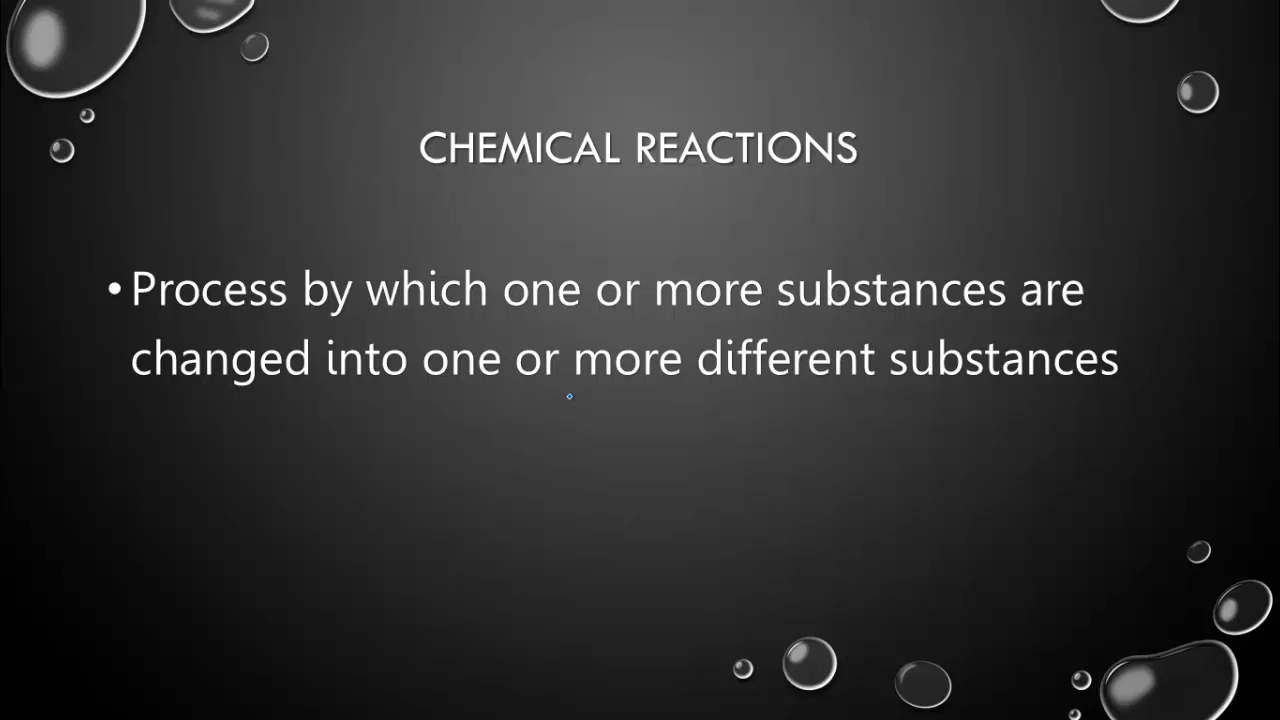 CHEMICAL REACTIONS
• Process by which one or more substances are
changed into one or more different substances